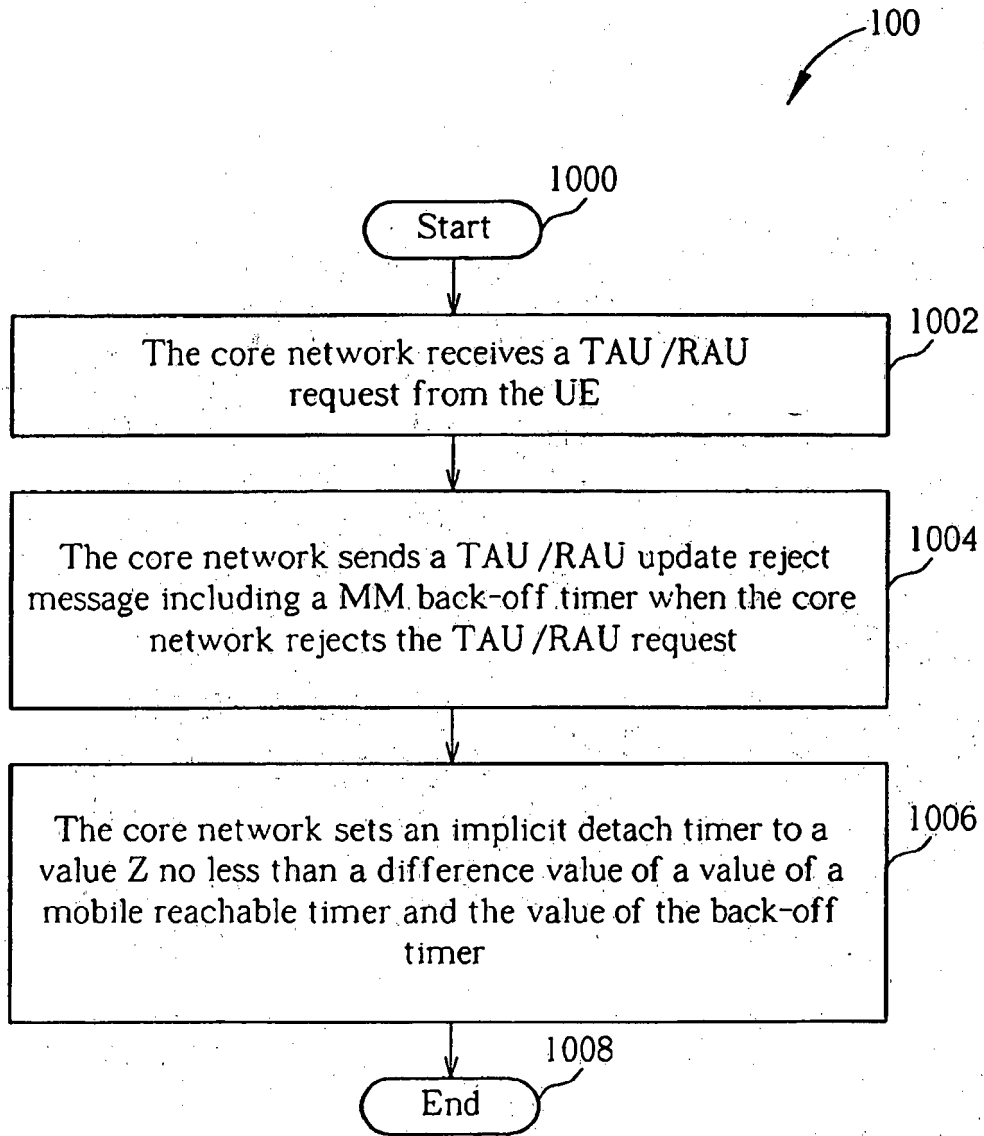 100
1000
Start
1002
The core network receives a TAU/RAU
request from the UE
1004
The core network sends a TAU/RAU update reject
message including a MM back-off timer when the core
network rejects the TAU/RAU request
1006
The core network sets an implicit detach timer to a
value Z no less than a difference value of a value of a
mobile reachable timer and the value of the back-off
timer
1008
End